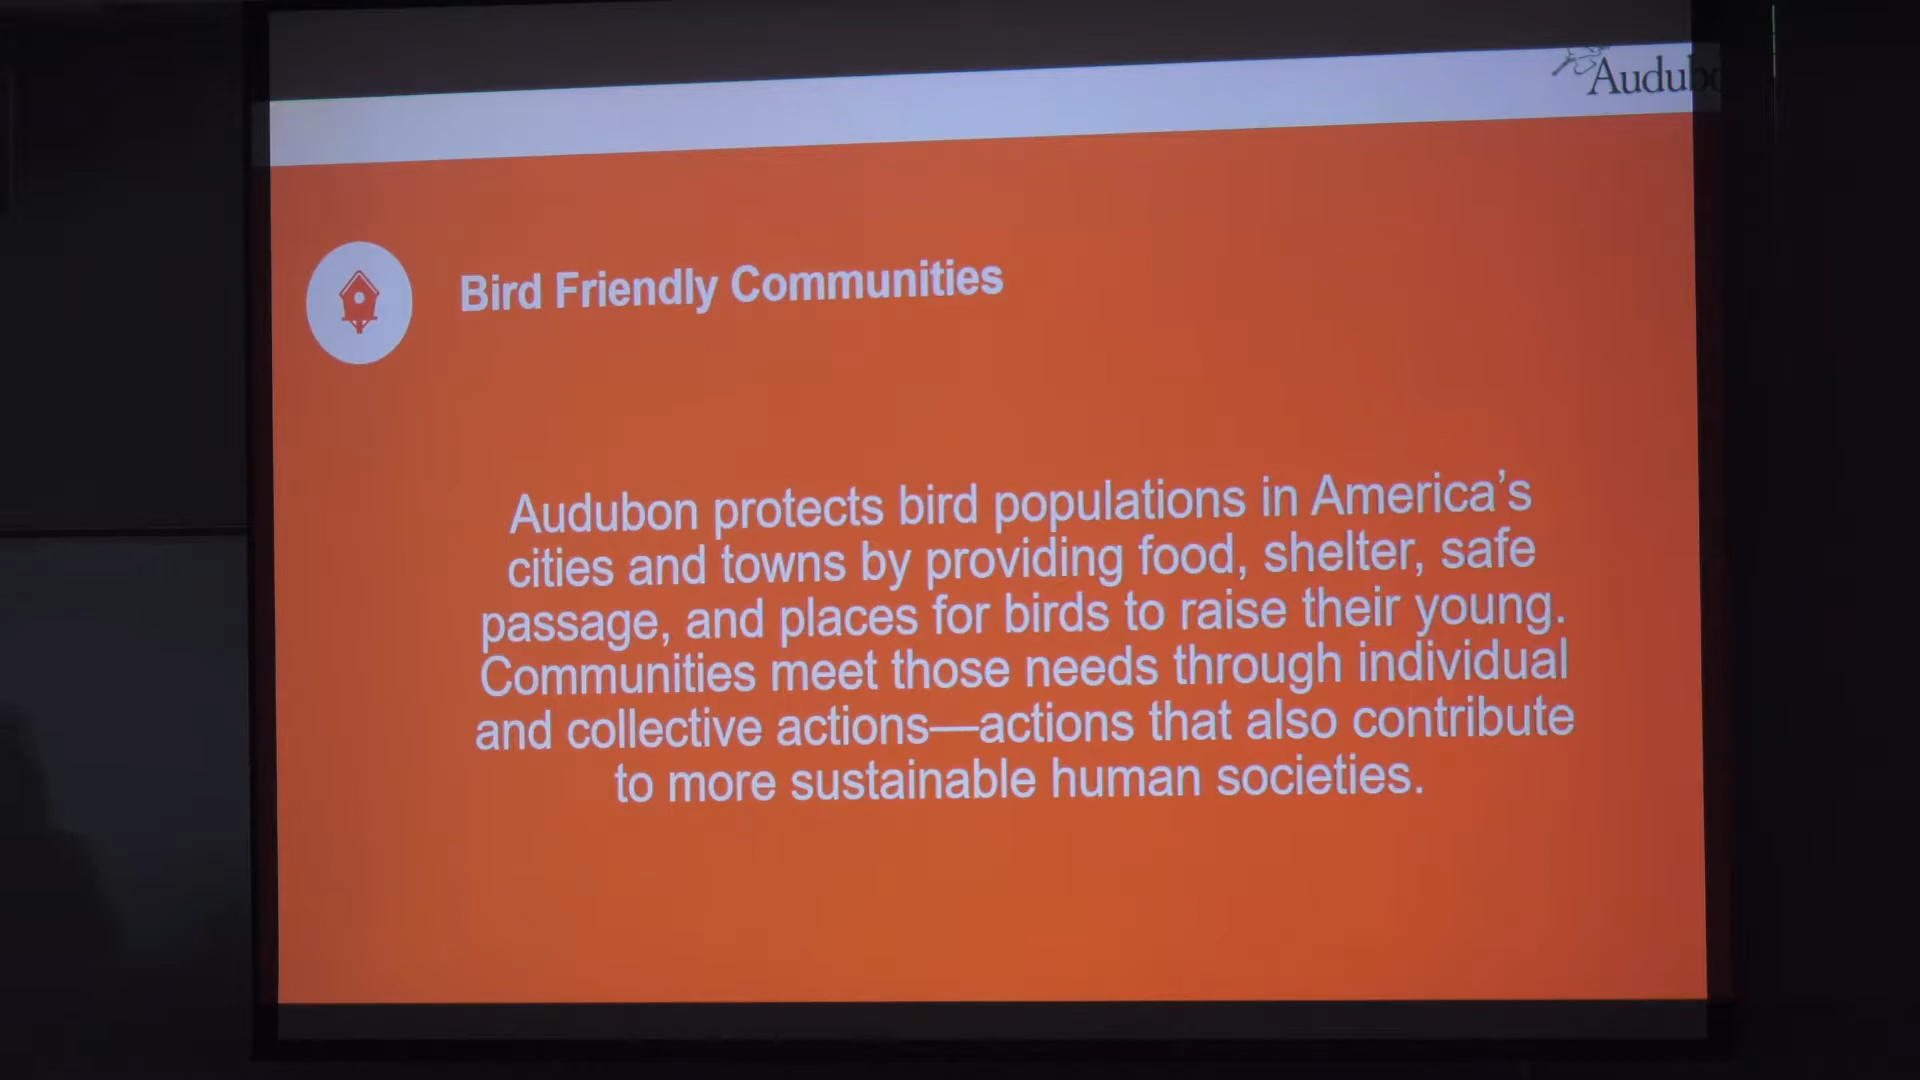 Audubo
Bird Friendly Communities
Audubon protects bird populations in America’s
cities and towns by providing food, shelter, safe
passage, and places for birds to raise their young.
Communities meet those needs through individual
and collective actions—actions that also contribute
to more sustainable human societies.